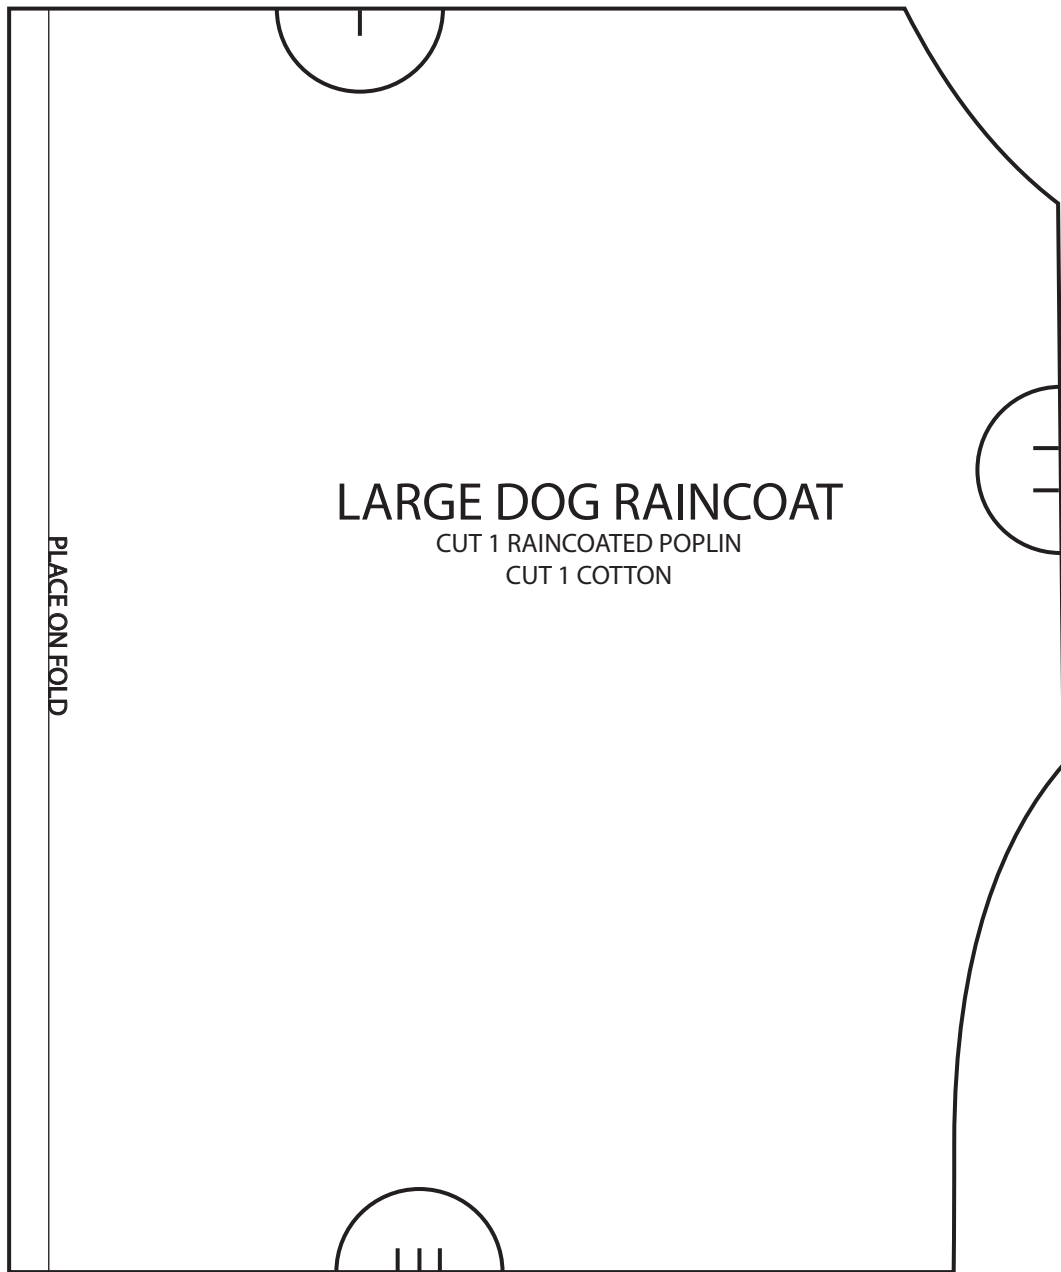 LARGE DOG RAINCOAT
CUT 1 RAINCOATED POPLIN
CUT 1 COTTON
PLACE ON FOLD